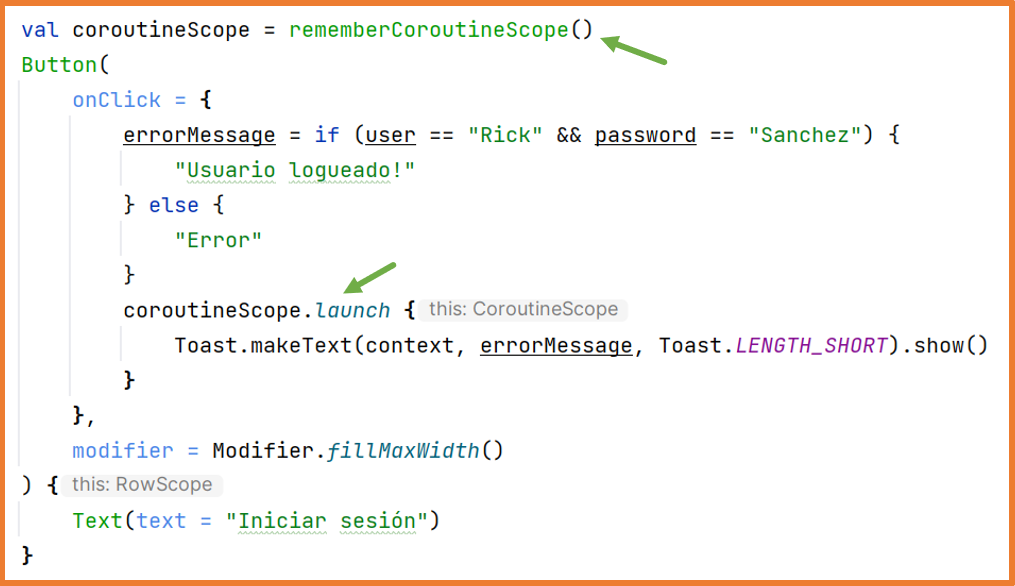 val coroutineScope = rememberCoroutineScope()
Button(
    onClick = {
        errorMessage = if (user == "Rick" && password == "Sanchez") {
            "Usuario logueado!"
        } else {
            "Error"
        }
        coroutineScope.launch { this: CoroutineScope
            Toast.makeText(context, errorMessage, Toast.LENGTH_SHORT).show()
        }
    },
    modifier = Modifier.fillMaxWidth()
) { this: RowScope
    Text(text = "Iniciar sesión")
}